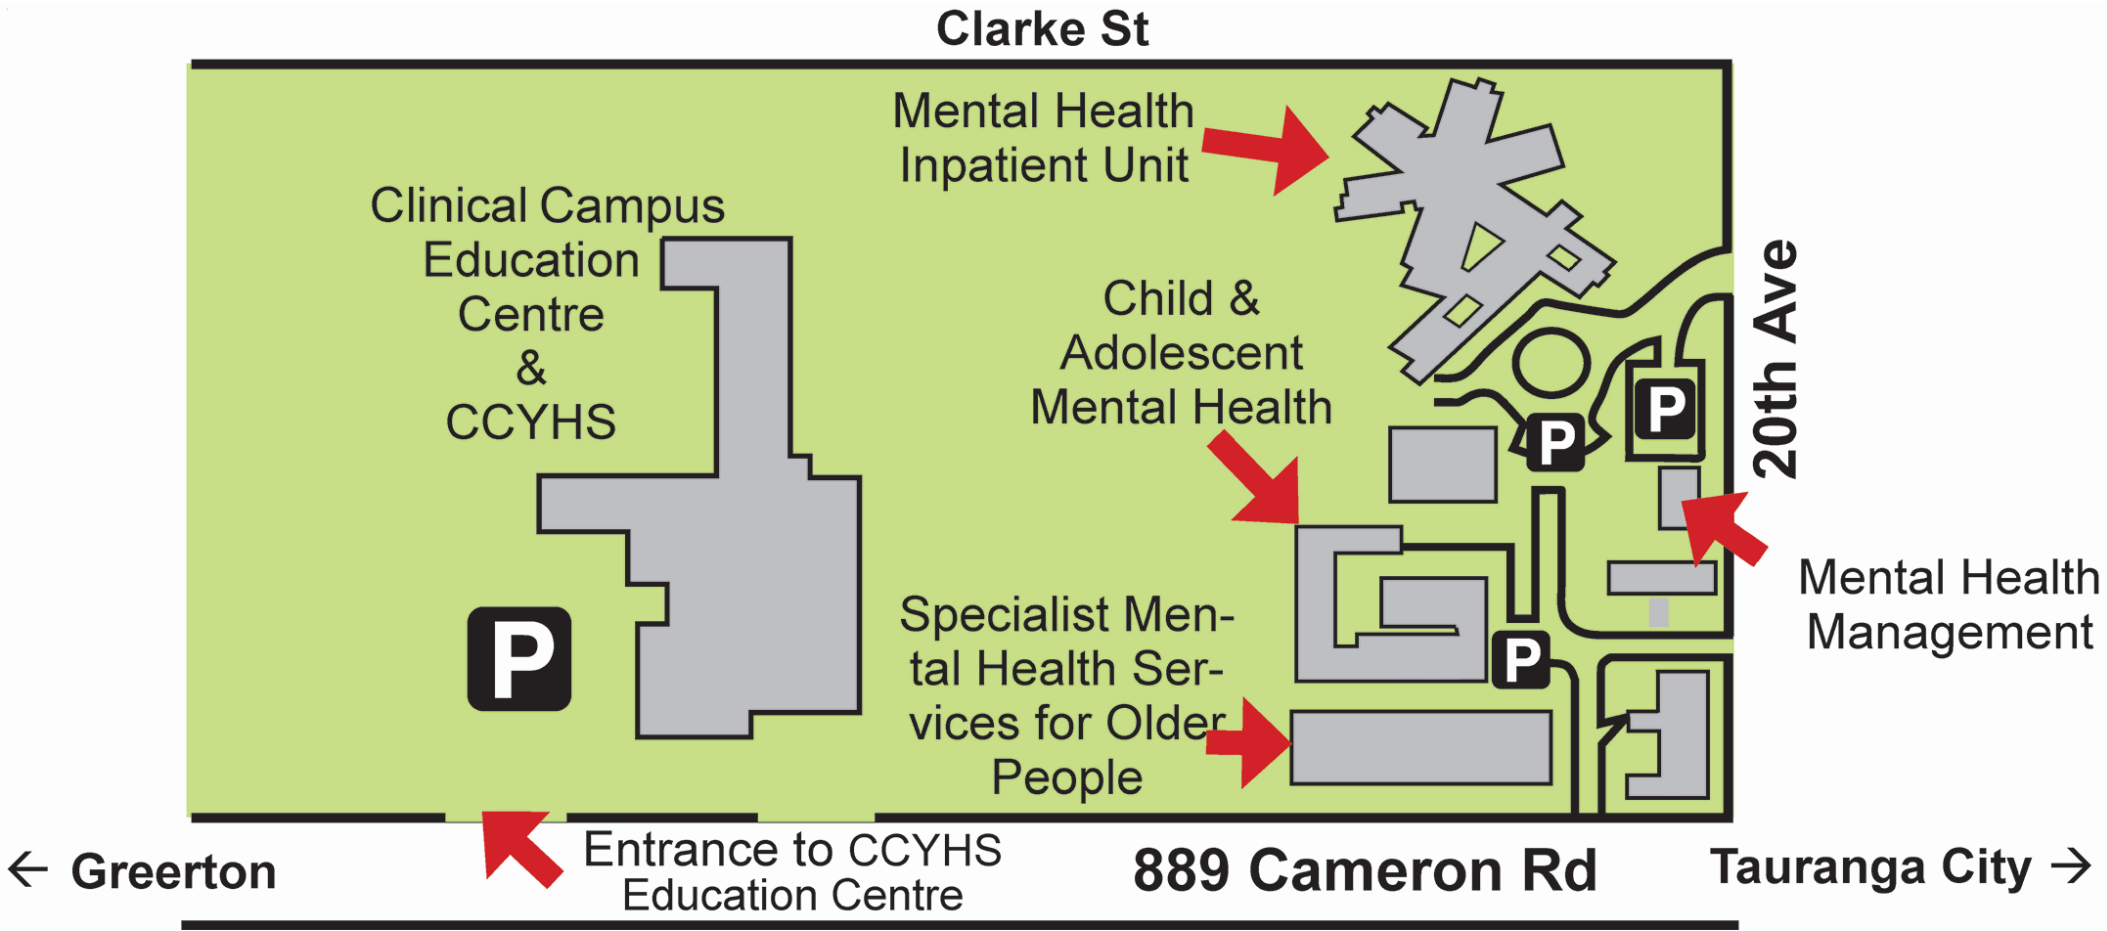 Clarke St
Mental Health
Inpatient Unit
Clinical Campus
Education
Centre
&
CCYHS
Child &
Adolescent
Mental Health
20th Ave
P
P
Mental Health
Management
Specialist Men-
tal Health Ser-
vices for Older
People
P
P
Entrance to CCYHS
Education Centre
← Greerton
889 Cameron Rd
Tauranga City →